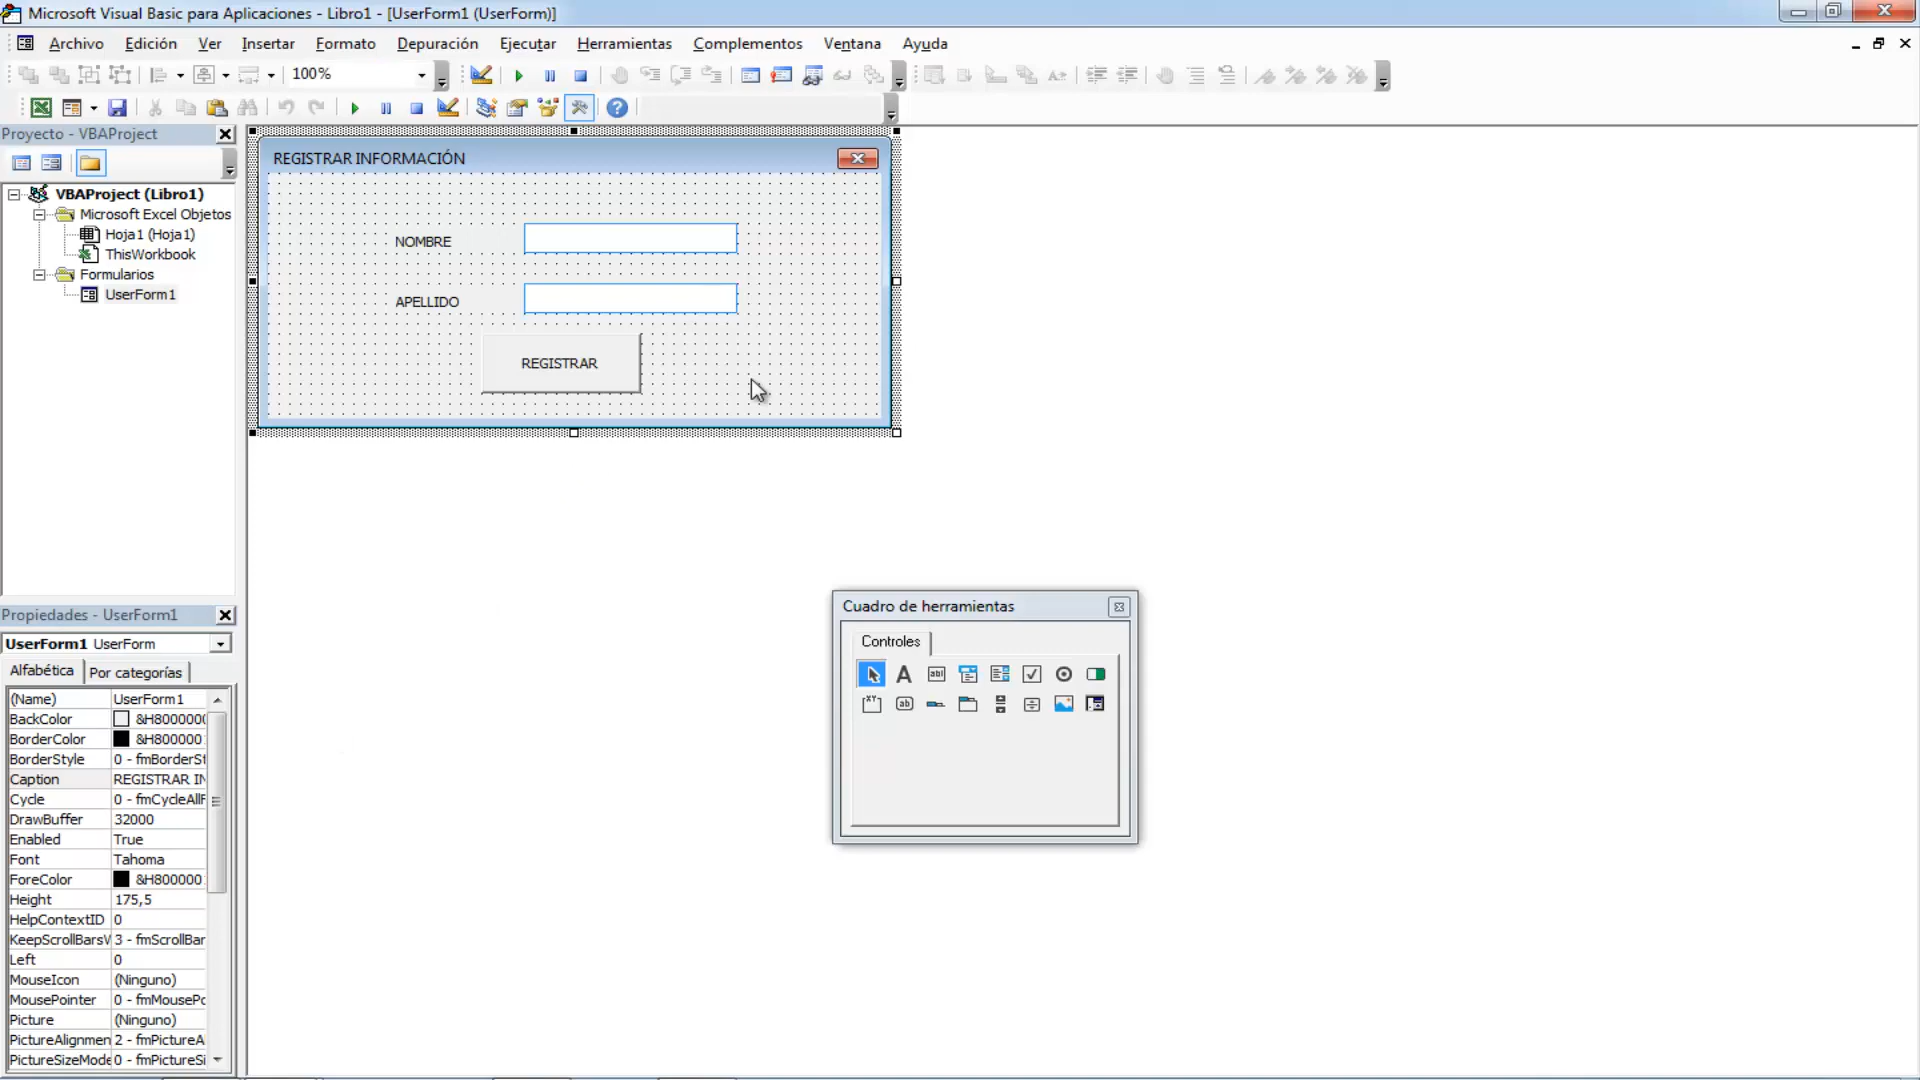 Microsoft Visual Basic para Aplicaciones - Libro1 - [UserForm1 (UserForm)]
Archivo Edición Ver Insertar Formato Depuración Ejecutar Herramientas Complementos Ventana Ayuda
100%
Proyecto - VBAProject
VBAProject (Libro1)
Microsoft Excel Objetos
Hoja1 (Hoja1)
ThisWorkbook
Formularios
UserForm1
REGISTRAR INFORMACIÓN
NOMBRE
APELLIDO
REGISTRAR
Cuadro de herramientas
Controles
Propiedades - UserForm1
UserForm1 UserForm
Alfabética Por categorías
(Name) UserForm1
BackColor &H8000000
BorderColor &H800000
BorderStyle 0 - fmBorderSt
Caption REGISTRAR IN
Cycle 0 - fmCycleAllF
DrawBuffer 32000
Enabled True
Font Tahoma
ForeColor &H800000
Height 175,5
HelpContextID 0
KeepScrollBarsV 3 - fmScrollBar
Left 0
MouseIcon (Ninguno)
MousePointer 0 - fmMousePo
Picture (Ninguno)
PictureAlignmen 2 - fmPictureA
PictureSizeMode 0 - fmPictureSi